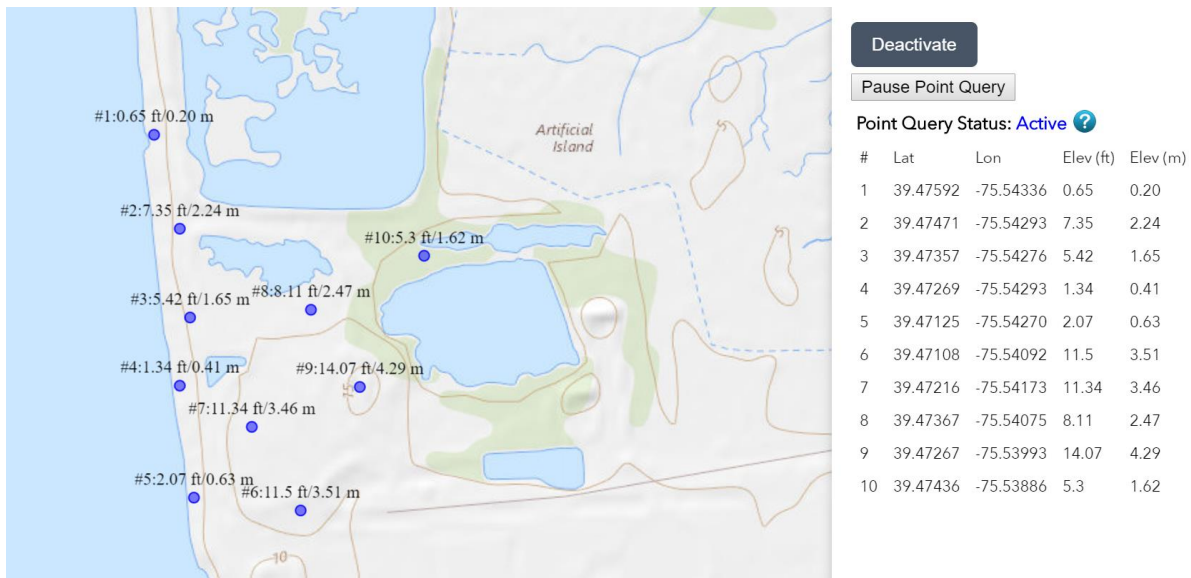 #1:0.65 ft/0.20 m
#2:7.35 ft/2.24 m
#10:5.3 ft/1.62 m
#3:5.42 ft/1.65 m
#8:8.11 ft/2.47 m
#4:1.34 ft/0.41 m
#9:14.07 ft/4.29 m
#7:11.34 ft/3.46 m
#5:2.07 ft/0.63 m
#6:11.5 ft/3.51 m
Artificial
Island
5
5
15
10
Deactivate
Pause Point Query
Point Query Status: Active ?
# Lat Lon Elev (ft) Elev (m)
1 39.47592 -75.54336 0.65 0.20
2 39.47471 -75.54293 7.35 2.24
3 39.47357 -75.54276 5.42 1.65
4 39.47269 -75.54293 1.34 0.41
5 39.47125 -75.54270 2.07 0.63
6 39.47108 -75.54092 11.5 3.51
7 39.47216 -75.54173 11.34 3.46
8 39.47367 -75.54075 8.11 2.47
9 39.47267 -75.53993 14.07 4.29
10 39.47436 -75.53886 5.3 1.62